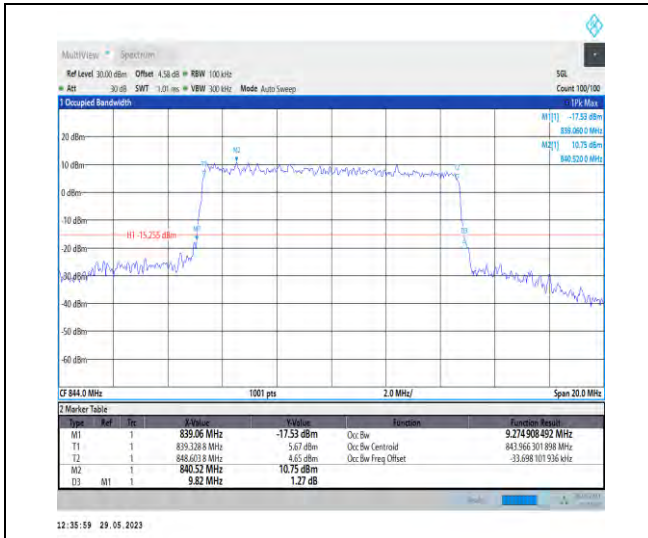 MultiView Spectrum
Ref Level 30.00 dBm Offset 4.58 dB RBW 100 kHz SGL
Att 30 dB SWT 1.01 ms VBW 300 kHz Mode Auto Sweep Count 100/100
1 Occupied Bandwidth 1Pk Max
M1[1] -17.53 dBm
839.060 0 MHz
M2[1] 10.75 dBm
840.520 0 MHz
20 dBm
M2
10 dBm
0 dBm
-10 dBm
H1 -15.255 dBm
-20 dBm
-30 dBm
-40 dBm
-50 dBm
-60 dBm
CF 844.0 MHz 1001 pts 2.0 MHz/ Span 20.0 MHz
2 Marker Table
Type Ref Trc X-Value Y-Value Function Function Result
M1 1 839.06 MHz -17.53 dBm Occ Bw 9.274 908 492 MHz
T1 1 839.328 8 MHz 5.67 dBm Occ Bw Centroid 843.966 301 898 MHz
T2 1 848.603 8 MHz 4.65 dBm Occ Bw Freq Offset -33.698 101 936 kHz
M2 1 840.52 MHz 10.75 dBm
D3 M1 1 9.82 MHz 1.27 dB
12:35:59 29.05.2023